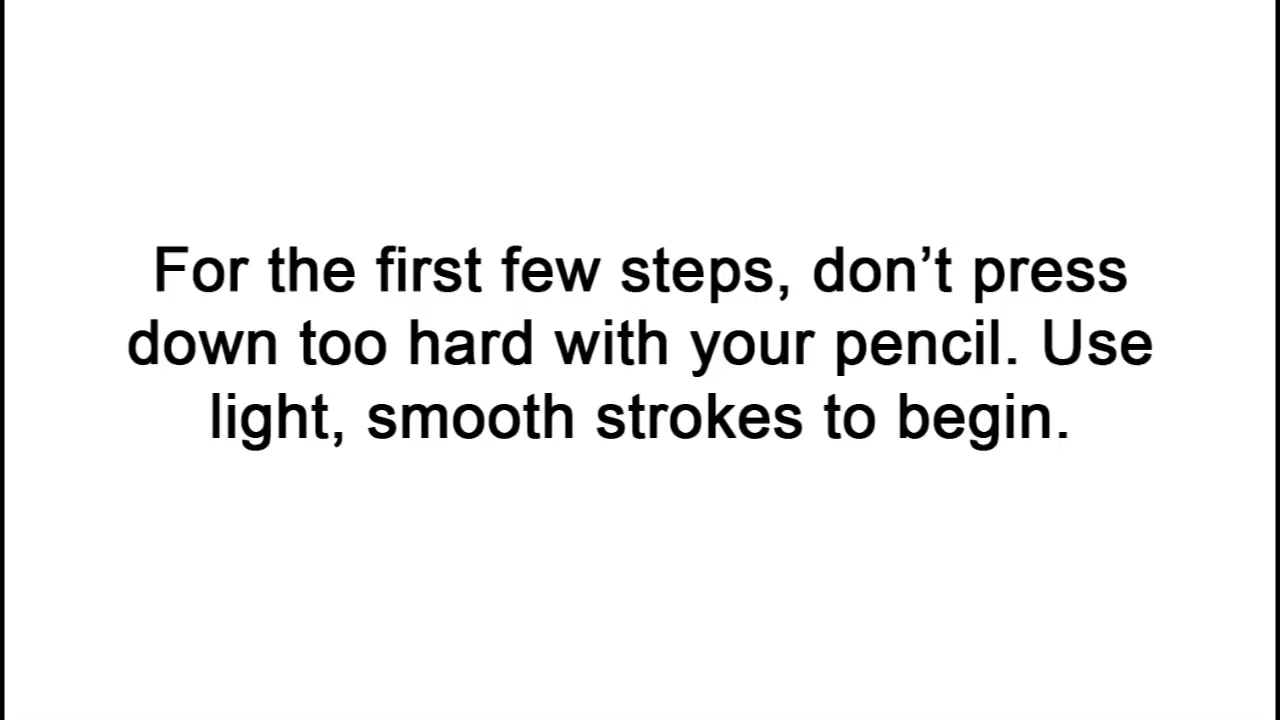 For the first few steps, don’t press
down too hard with your pencil. Use
light, smooth strokes to begin.